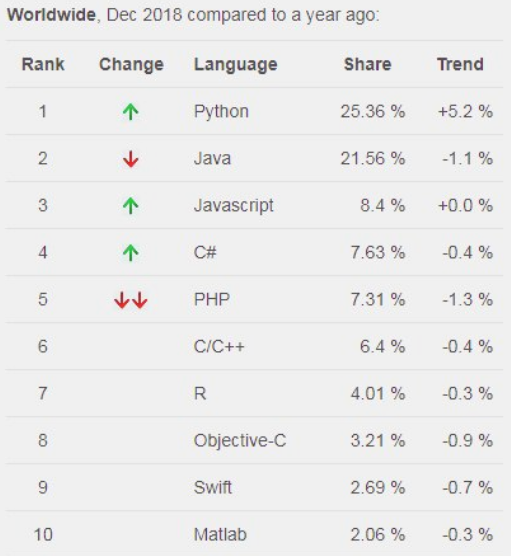 Worldwide, Dec 2018 compared to a year ago:
Rank Change Language Share Trend
1 ↑ Python 25.36 % +5.2 %
2 ↓ Java 21.56 % -1.1 %
3 ↑ Javascript 8.4 % +0.0 %
4 ↑ C# 7.63 % -0.4 %
5 ↓↓ PHP 7.31 % -1.3 %
6 C/C++ 6.4 % -0.4 %
7 R 4.01 % -0.3 %
8 Objective-C 3.21 % -0.9 %
9 Swift 2.69 % -0.7 %
10 Matlab 2.06 % -0.3 %